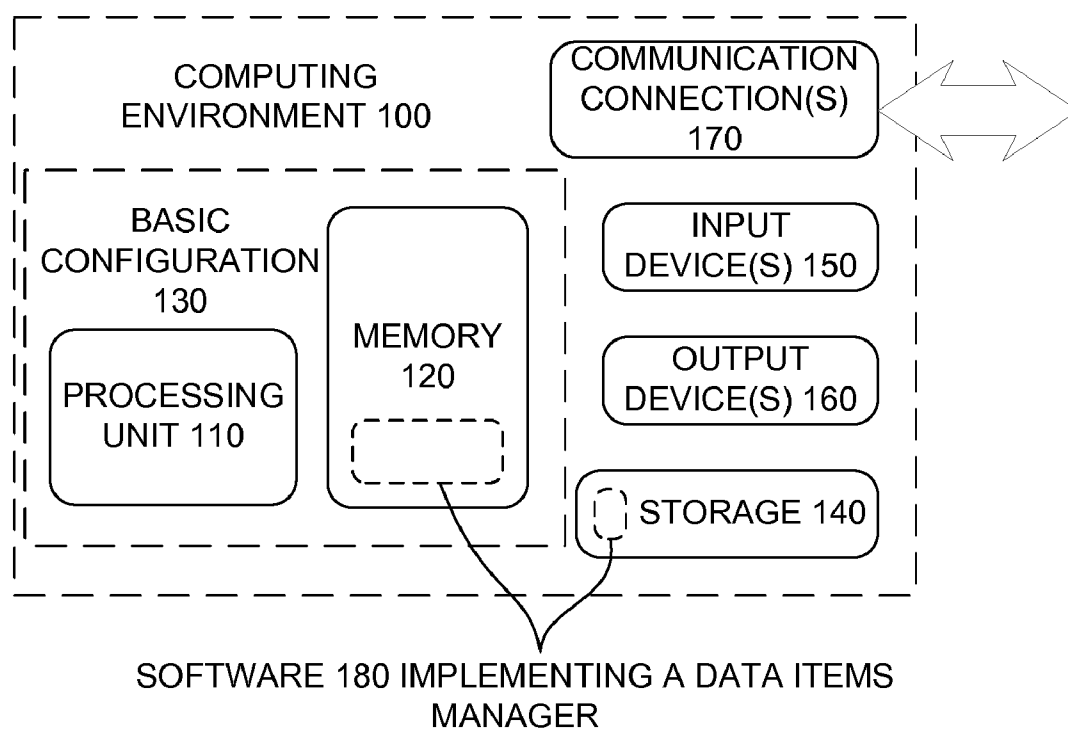 COMPUTING
ENVIRONMENT 100
COMMUNICATION
CONNECTION(S)
170
BASIC
CONFIGURATION
130
PROCESSING
UNIT 110
MEMORY
120
INPUT
DEVICE(S) 150
OUTPUT
DEVICE(S) 160
STORAGE 140
SOFTWARE 180 IMPLEMENTING A DATA ITEMS
MANAGER